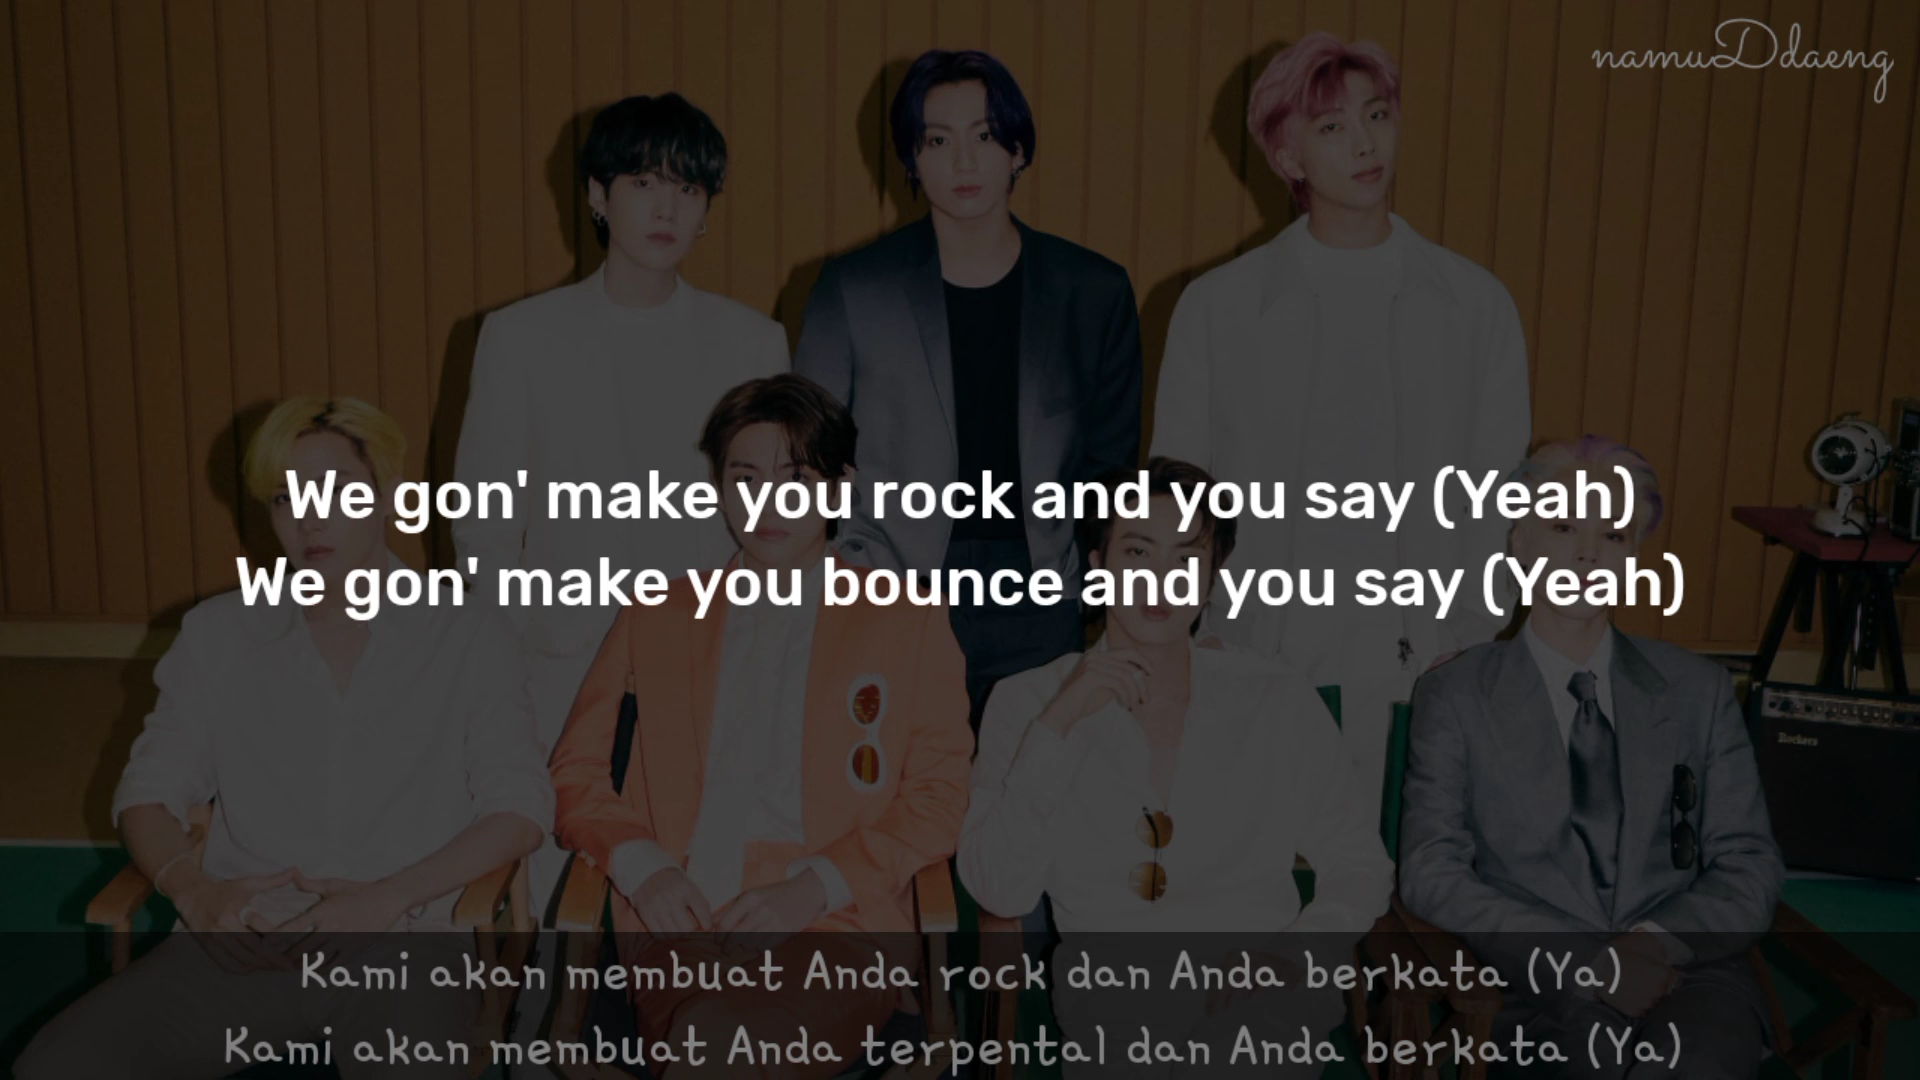 namuDdaeng
We gon' make you rock and you say (Yeah)
We gon' make you bounce and you say (Yeah)
Rockers
Kami akan membuat Anda rock dan Anda berkata (Ya)
Kami akan membuat Anda terpental dan Anda berkata (Ya)